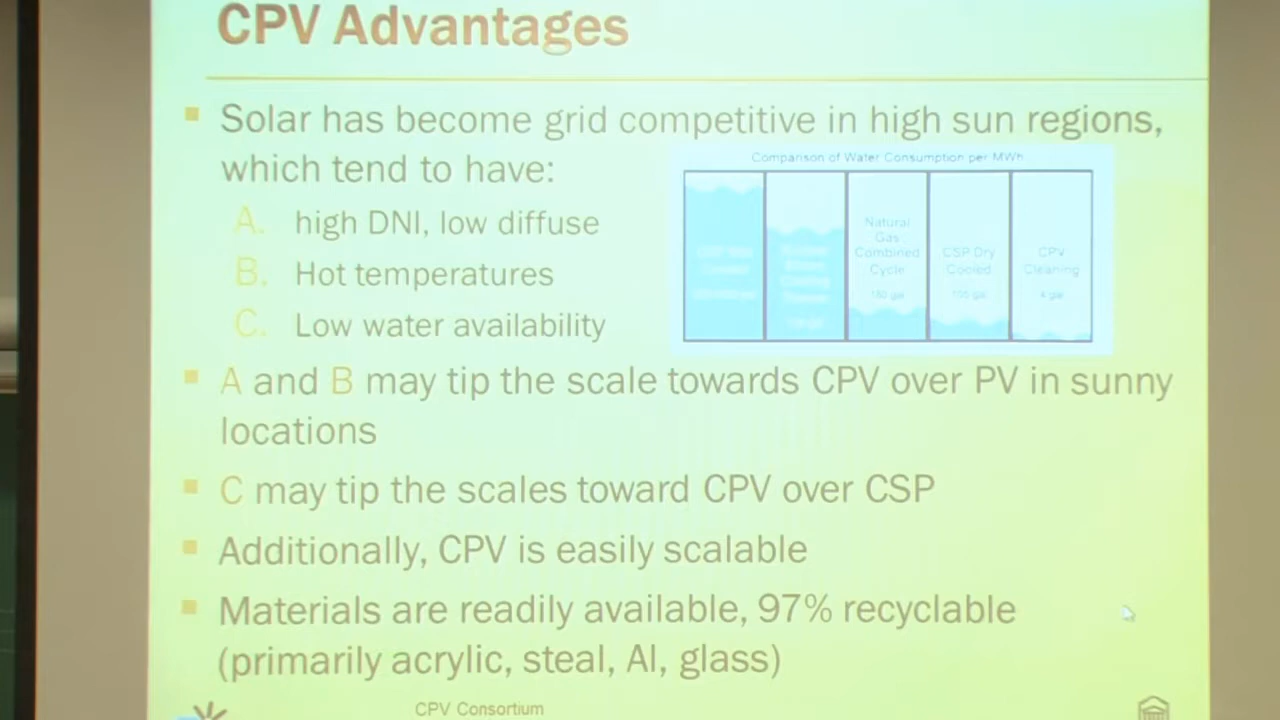 CPV Advantages
Solar has become grid competitive in high sun regions,
which tend to have:
A. high DNI, low diffuse
B. Hot temperatures
C. Low water availability
Comparison of Water Consumption per MWh
Natural
Gas
Combined
Cycle
180 gal
CSP Dry
Cooled
CPV
Cleaning
4 gal
A and B may tip the scale towards CPV over PV in sunny
locations
C may tip the scales toward CPV over CSP
Additionally, CPV is easily scalable
Materials are readily available, 97% recyclable
(primarily acrylic, steal, Al, glass)
CPV Consortium